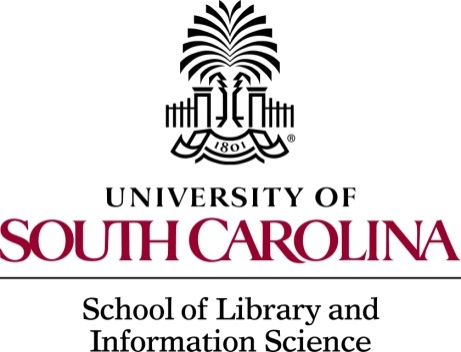 1801
®
UNIVERSITY OF
SOUTH CAROLINA
School of Library and
Information Science